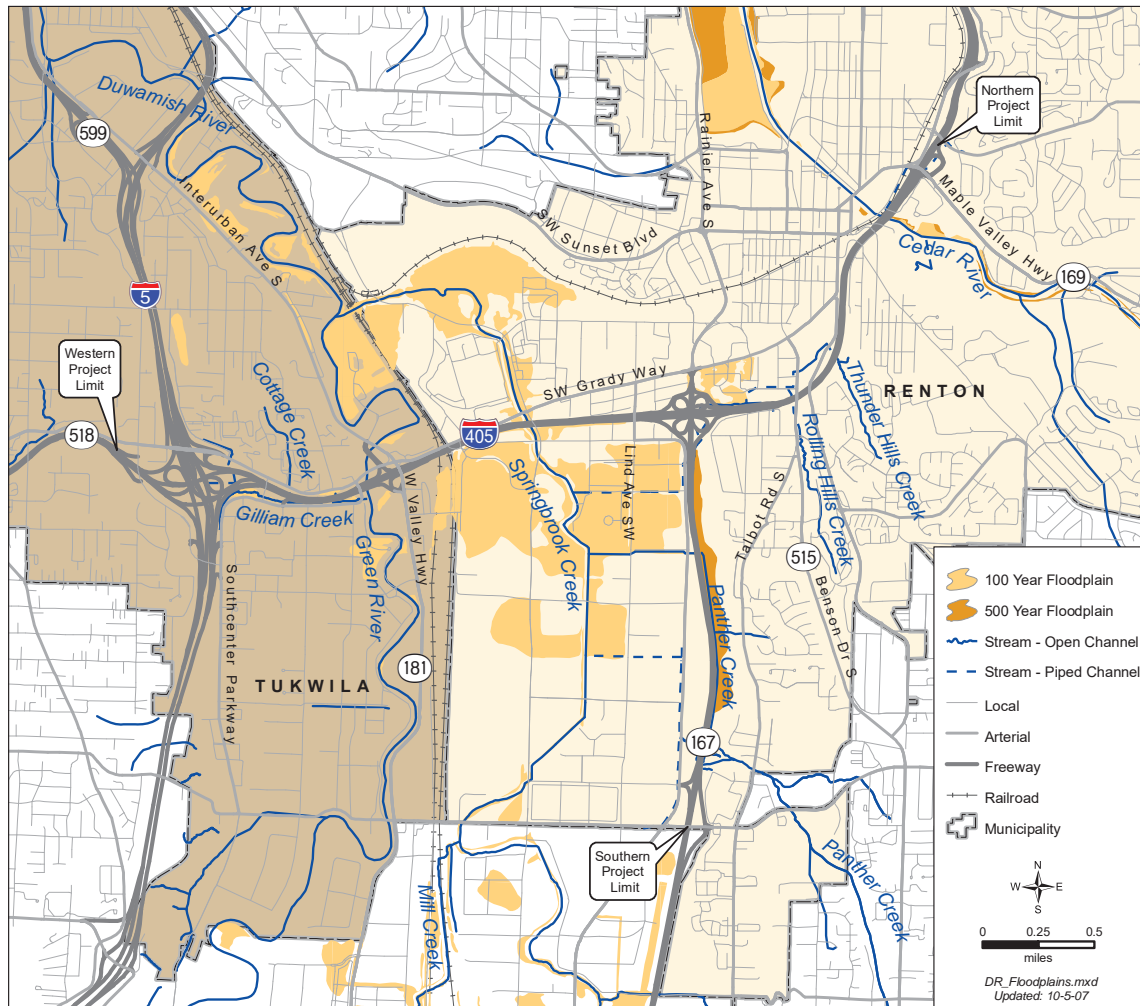 Duwamish River
599
Interurban Ave S
5
Western
Project
Limit
518
Cottage Creek
Gilliam Creek
Green River
W Valley Hwy
Southcenter Parkway
181
TUKWILA
Rainier Ave S
SW Sunset Blvd
SW Grady Way
405
Springbrook Creek
Lind Ave SW
Talbot Rd S
Rolling Hills Creek
Thunder Hills Creek
RENTON
Northern
Project
Limit
Maple Valley Hwy
Cedar River
169
515
Benson Dr S
Panther Creek
167
Southern
Project
Limit
Mill Creek
Panther Creek
100 Year Floodplain
500 Year Floodplain
Stream - Open Channel
Stream - Piped Channel
Local
Arterial
Freeway
Railroad
Municipality
N
W E
S
0 0.25 0.5
miles
DR_Floodplains.mxd
Updated: 10-5-07